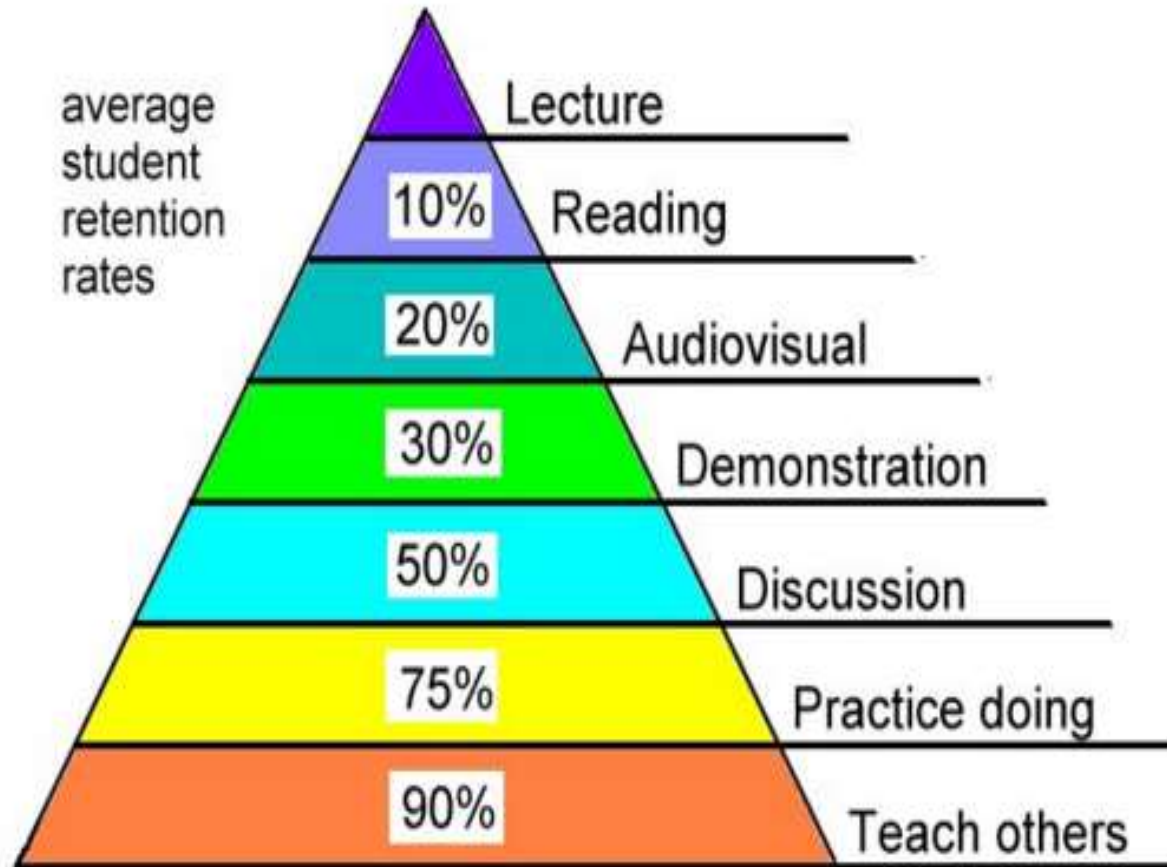 average
student
retention
rates
Lecture
10%
Reading
20%
Audiovisual
30%
Demonstration
50%
Discussion
75%
Practice doing
90%
Teach others